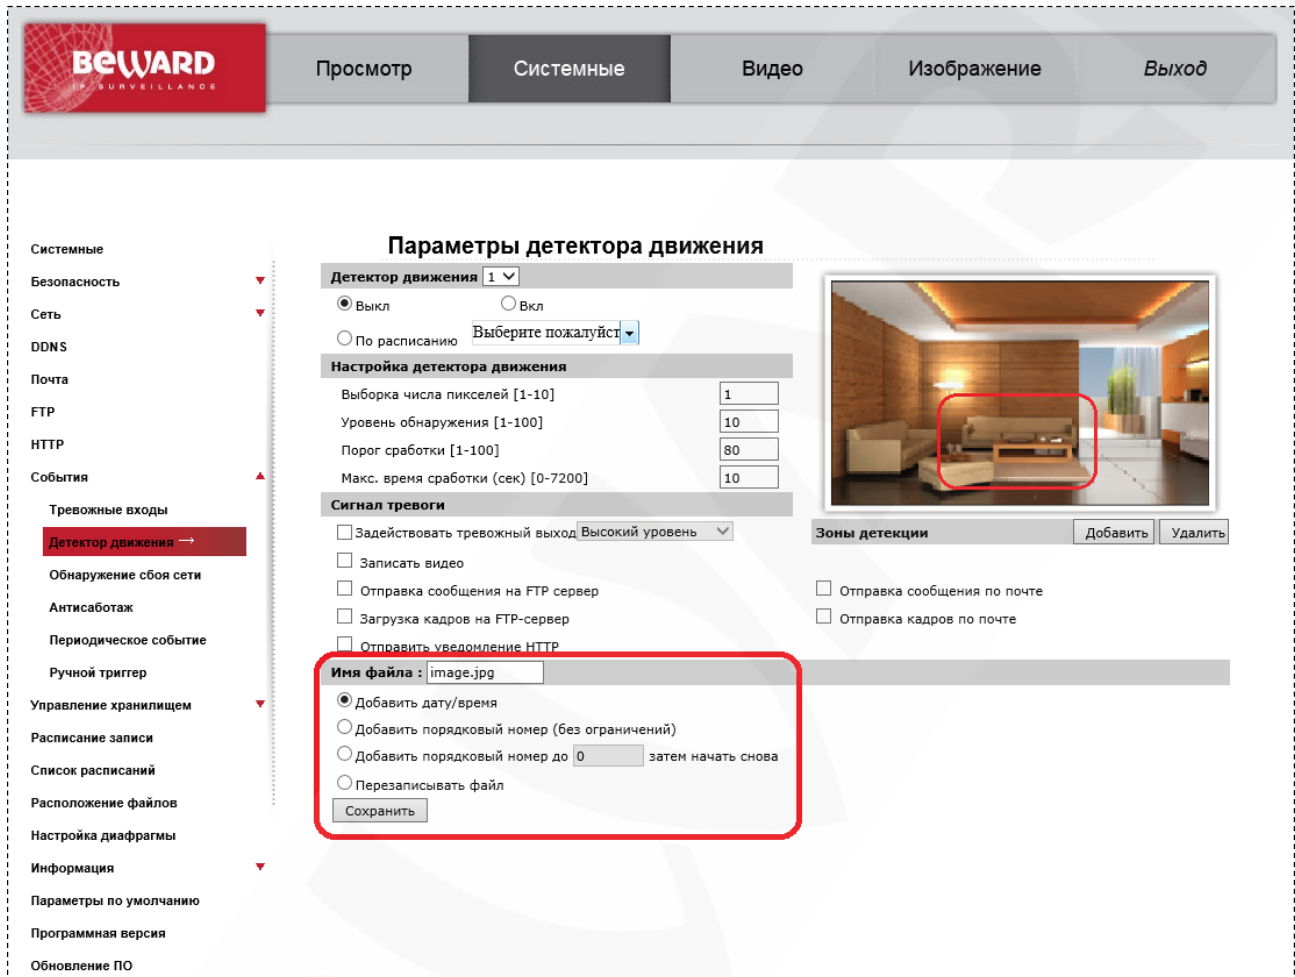 BEWARD
IP SURVEILLANCE
Просмотр
Системные
Видео
Изображение
Выход
Системные
Безопасность
Сеть
DDNS
Почта
FTP
HTTP
События
Тревожные входы
Детектор движения →
Обнаружение сбоя сети
Антисаботаж
Периодическое событие
Ручной триггер
Управление хранилищем
Расписание записи
Список расписаний
Расположение файлов
Настройка диафрагмы
Информация
Параметры по умолчанию
Программная версия
Обновление ПО
Параметры детектора движения
Детектор движения 1
Выкл Вкл
По расписанию Выберите пожалуйст
Настройка детектора движения
Выборка числа пикселей [1-10] 1
Уровень обнаружения [1-100] 10
Порог сработки [1-100] 80
Макс. время сработки (сек) [0-7200] 10
Сигнал тревоги
Задействовать тревожный выход Высокий уровень
Зоны детекции Добавить Удалить
Записать видео
Отправка сообщения на FTP сервер Отправка сообщения по почте
Загрузка кадров на FTP-сервер Отправка кадров по почте
Отправить уведомление HTTP
Имя файла : image.jpg
Добавить дату/время
Добавить порядковый номер (без ограничений)
Добавить порядковый номер до 0 затем начать снова
Перезаписывать файл
Сохранить